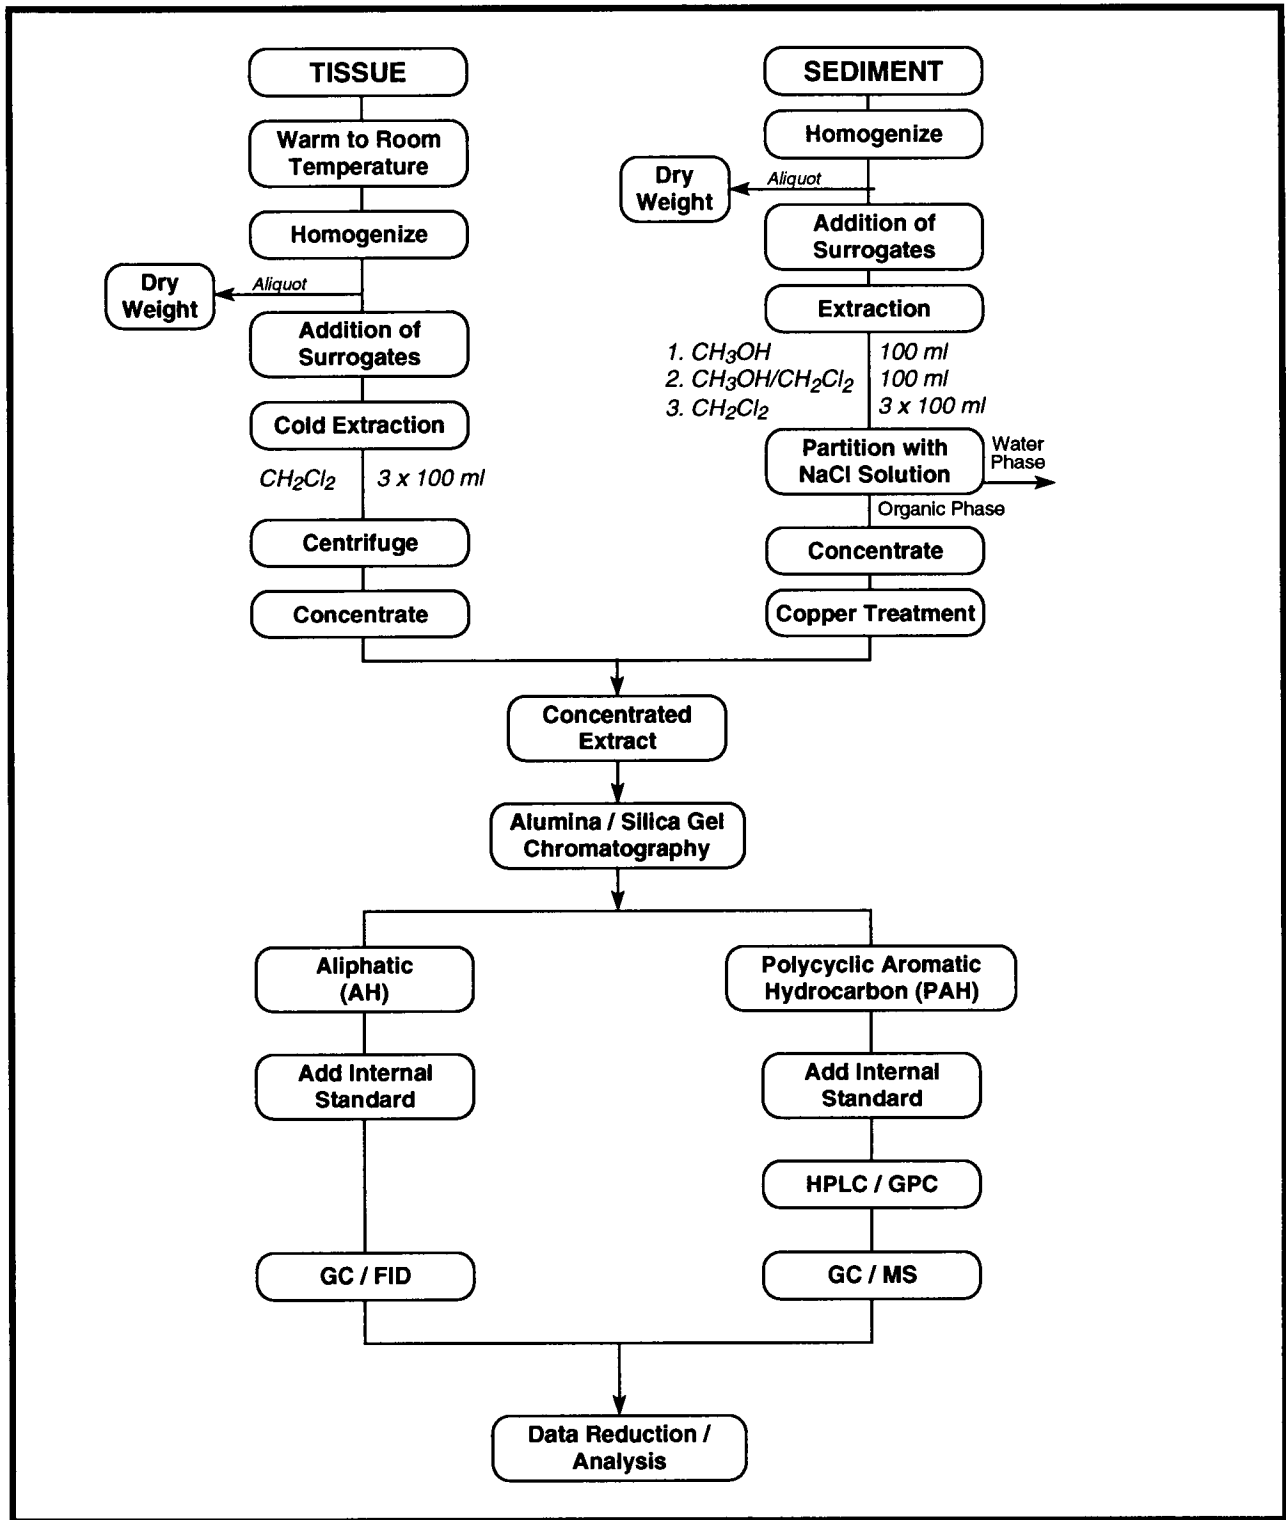 TISSUE
Warm to Room
Temperature
Homogenize
Dry
Weight
Aliquot
Addition of
Surrogates
Cold Extraction
CH₂Cl₂ 3 x 100 ml
Centrifuge
Concentrate
SEDIMENT
Homogenize
Dry
Weight
Aliquot
Addition of
Surrogates
Extraction
1. CH₃OH 100 ml
2. CH₃OH/CH₂Cl₂ 100 ml
3. CH₂Cl₂ 3 x 100 ml
Partition with
NaCl Solution
Water
Phase
Organic Phase
Concentrate
Copper Treatment
Concentrated
Extract
Alumina / Silica Gel
Chromatography
Aliphatic
(AH)
Add Internal
Standard
GC / FID
Polycyclic Aromatic
Hydrocarbon (PAH)
Add Internal
Standard
HPLC / GPC
GC / MS
Data Reduction /
Analysis